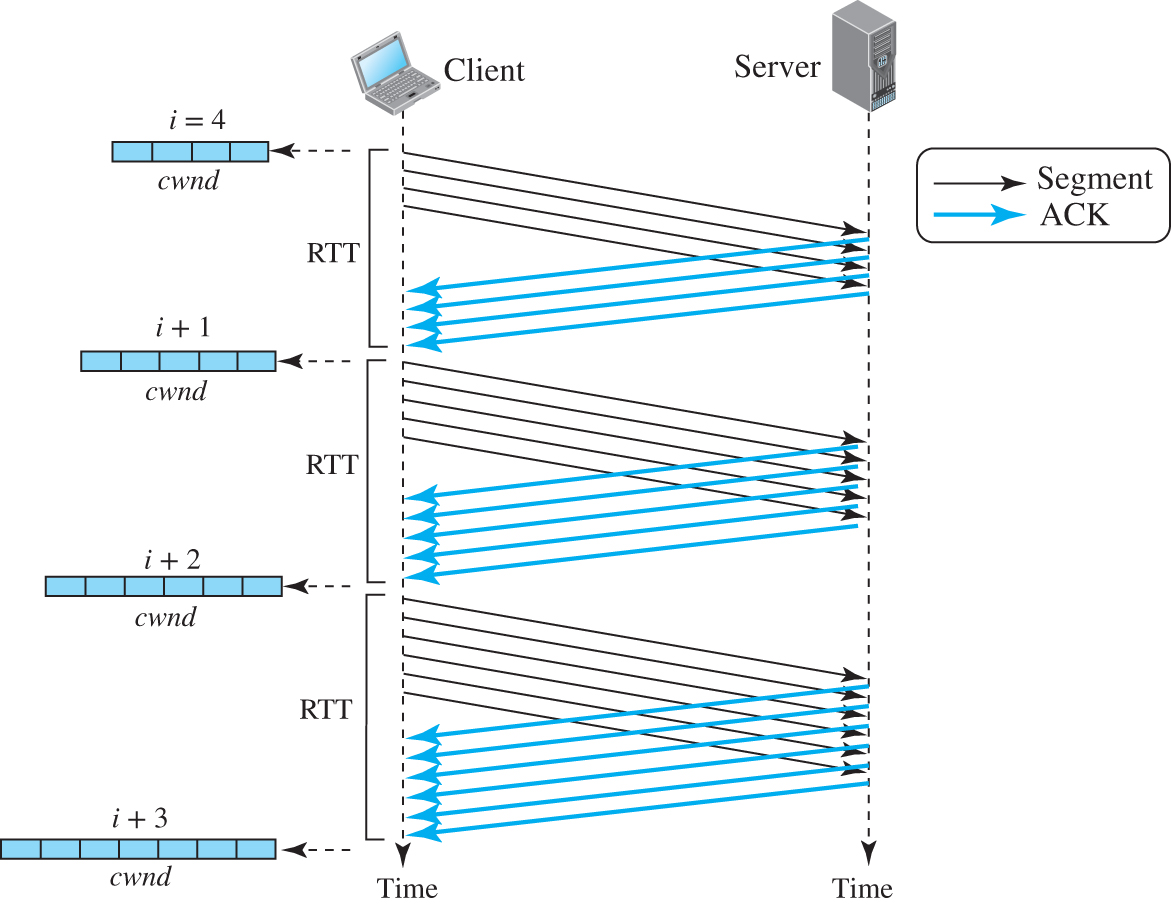 Client
Server
i = 4
cwnd
Segment
ACK
RTT
i + 1
cwnd
RTT
i + 2
cwnd
RTT
i + 3
cwnd
Time
Time